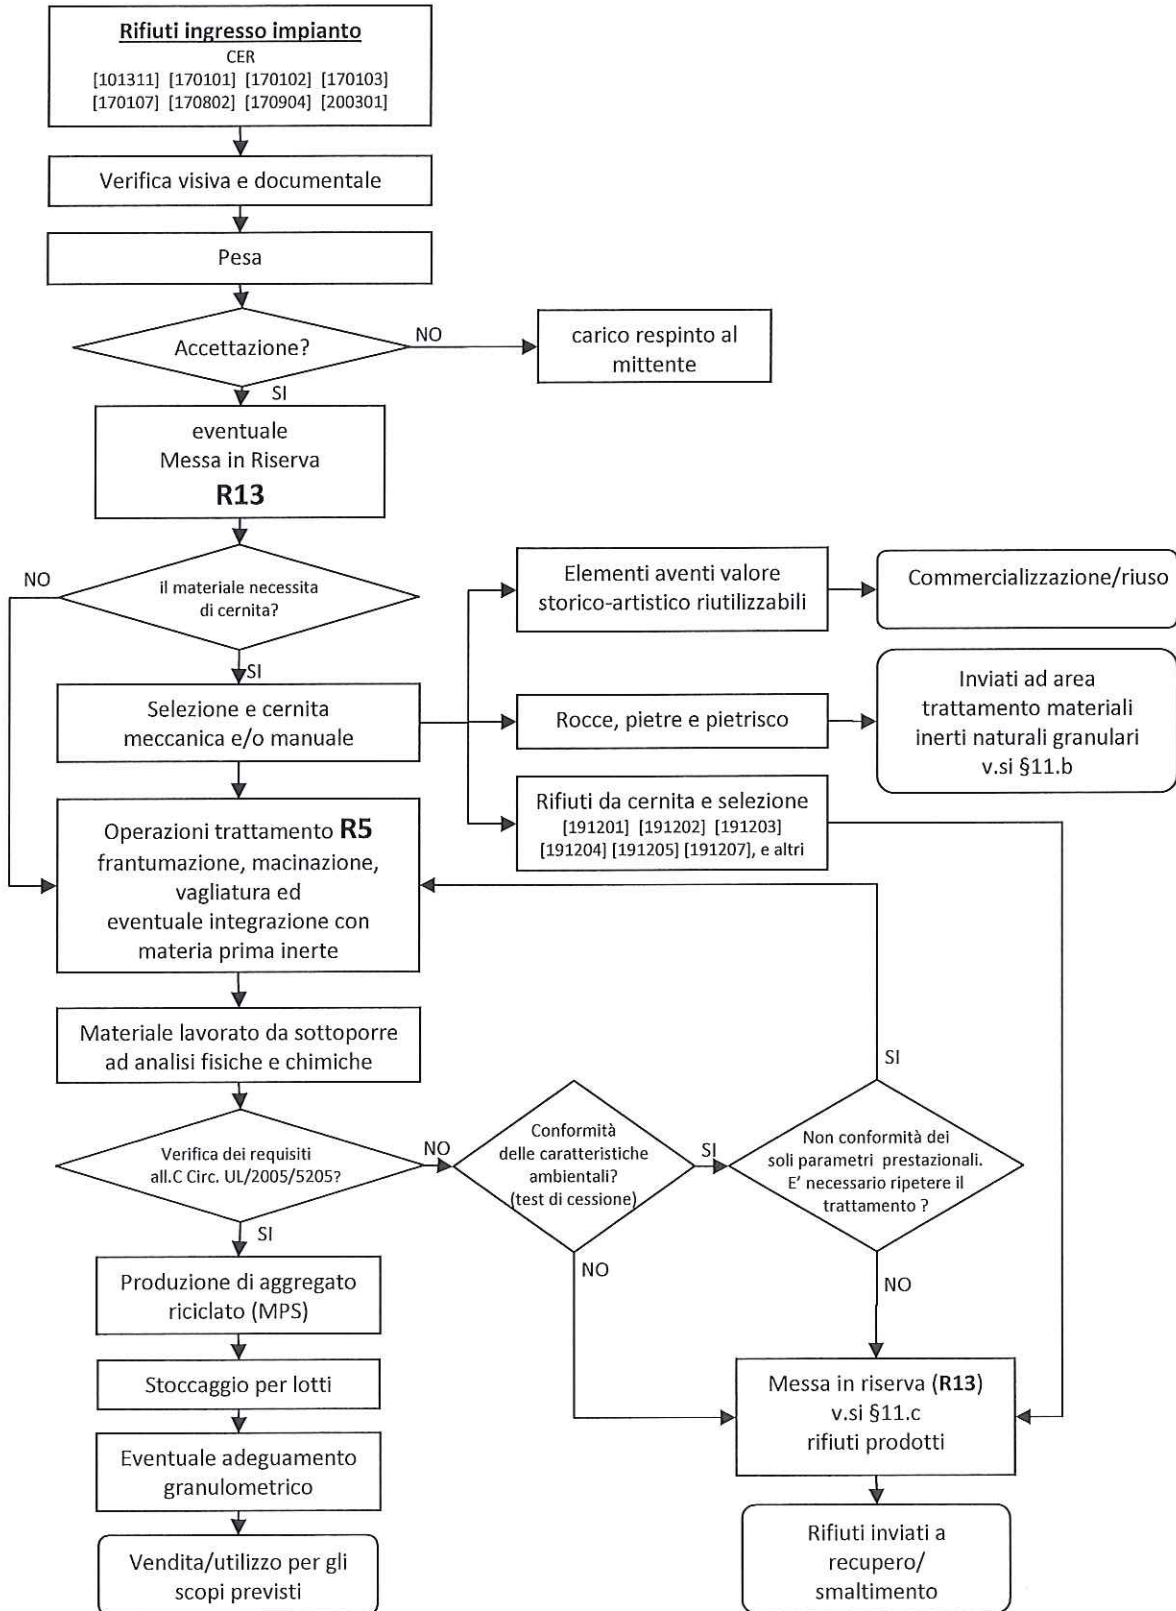 Rifiuti ingresso impianto
CER
[101311] [170101] [170102] [170103]
[170107] [170802] [170904] [200301]
Verifica visiva e documentale
Pesa
Accettazione?
NO
carico respinto al
mittente
SI
eventuale
Messa in Riserva
R13
NO
il materiale necessita
di cernita?
SI
Elementi aventi valore
storico-artistico riutilizzabili
Commercializzazione/riuso
Selezione e cernita
meccanica e/o manuale
Rocce, pietre e pietrisco
Inviati ad area
trattamento materiali
inerti naturali granulari
v.si §11.b
Rifiuti da cernita e selezione
[191201] [191202] [191203]
[191204] [191205] [191207], e altri
Operazioni trattamento R5
frantumazione, macinazione,
vagliatura ed
eventuale integrazione con
materia prima inerte
Materiale lavorato da sottoporre
ad analisi fisiche e chimiche
Verifica dei requisiti
all.C Circ. UL/2005/5205?
NO
Conformità
delle caratteristiche
ambientali?
(test di cessione)
SI
Non conformità dei
soli parametri prestazionali.
E' necessario ripetere il
trattamento ?
SI
SI
NO
NO
Produzione di aggregato
riciclato (MPS)
Stoccaggio per lotti
Eventuale adeguamento
granulometrico
Vendita/utilizzo per gli
scopi previsti
Messa in riserva (R13)
v.si §11.c
rifiuti prodotti
Rifiuti inviati a
recupero/
smaltimento